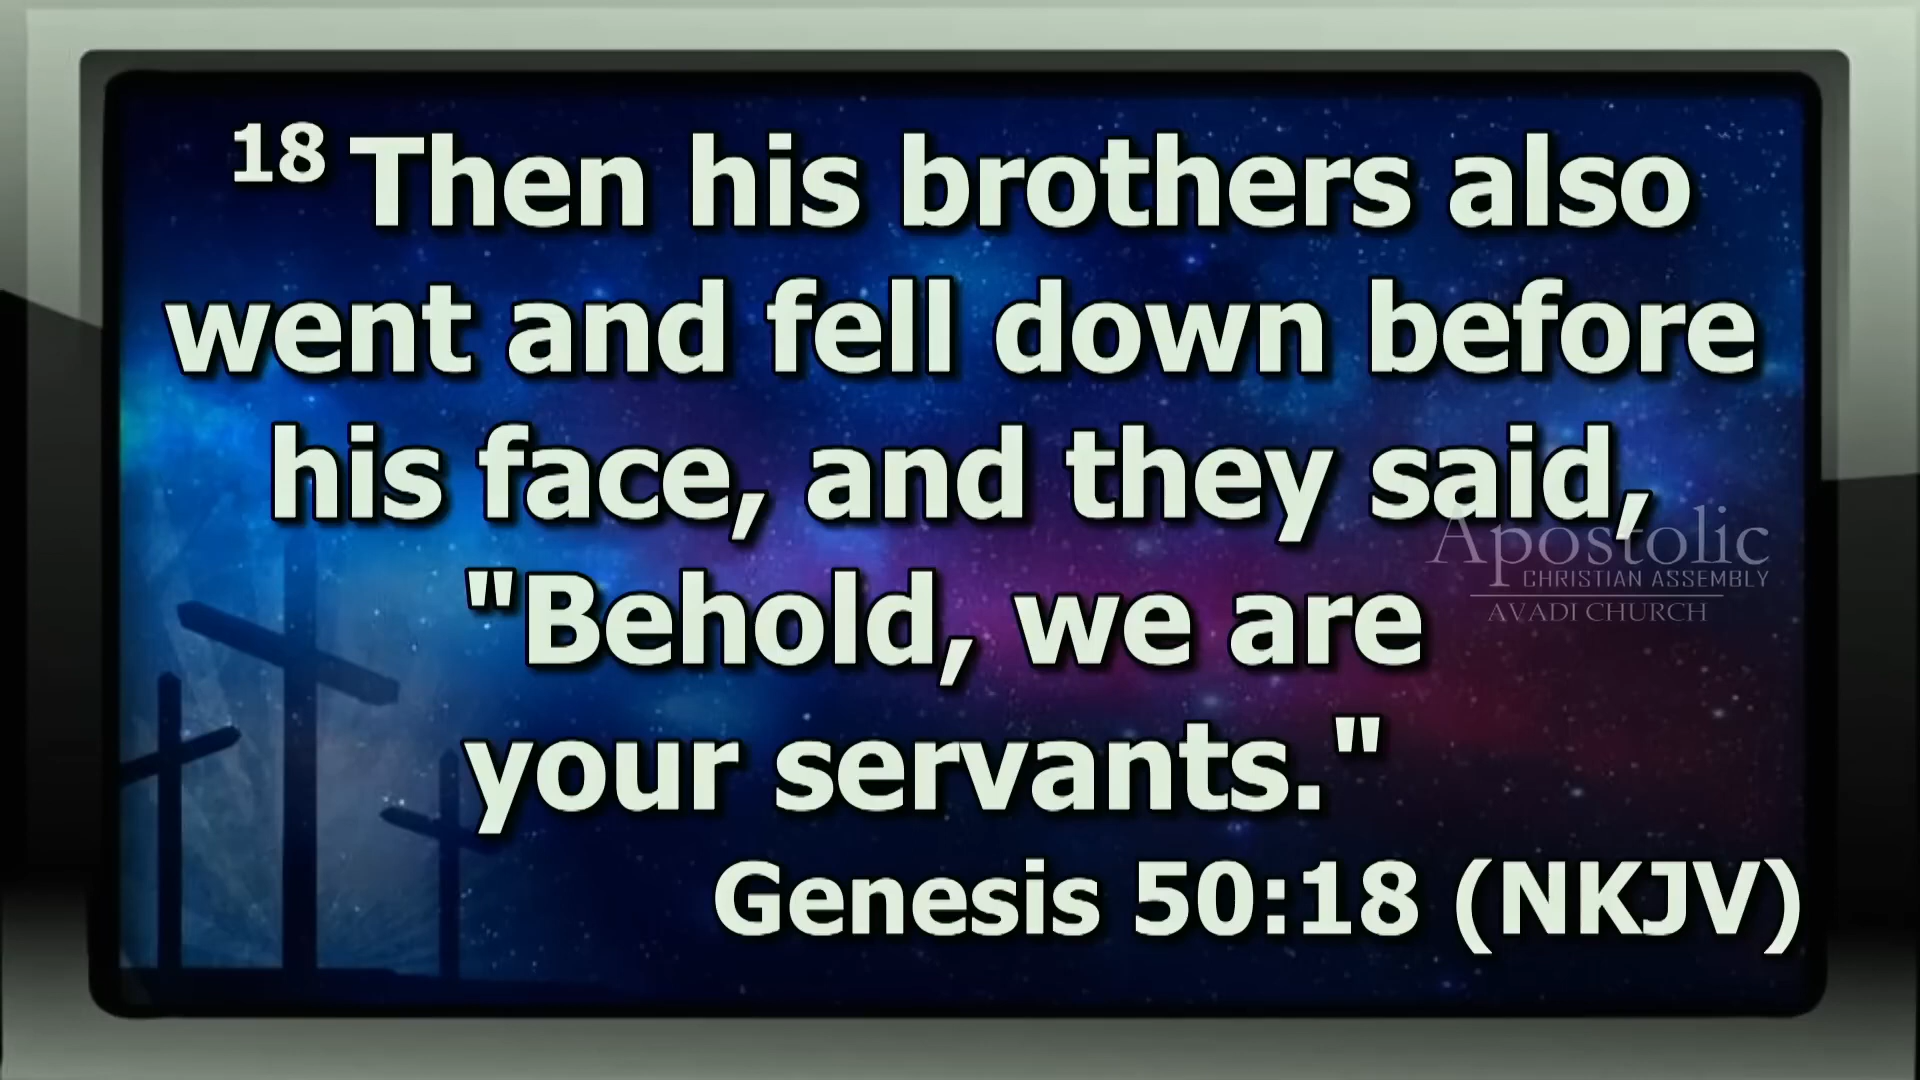 18 Then his brothers also
went and fell down before
his face, and they said,
"Behold, we are
your servants."
Genesis 50:18 (NKJV)
Apostolic
CHRISTIAN ASSEMBLY
AVADI CHURCH